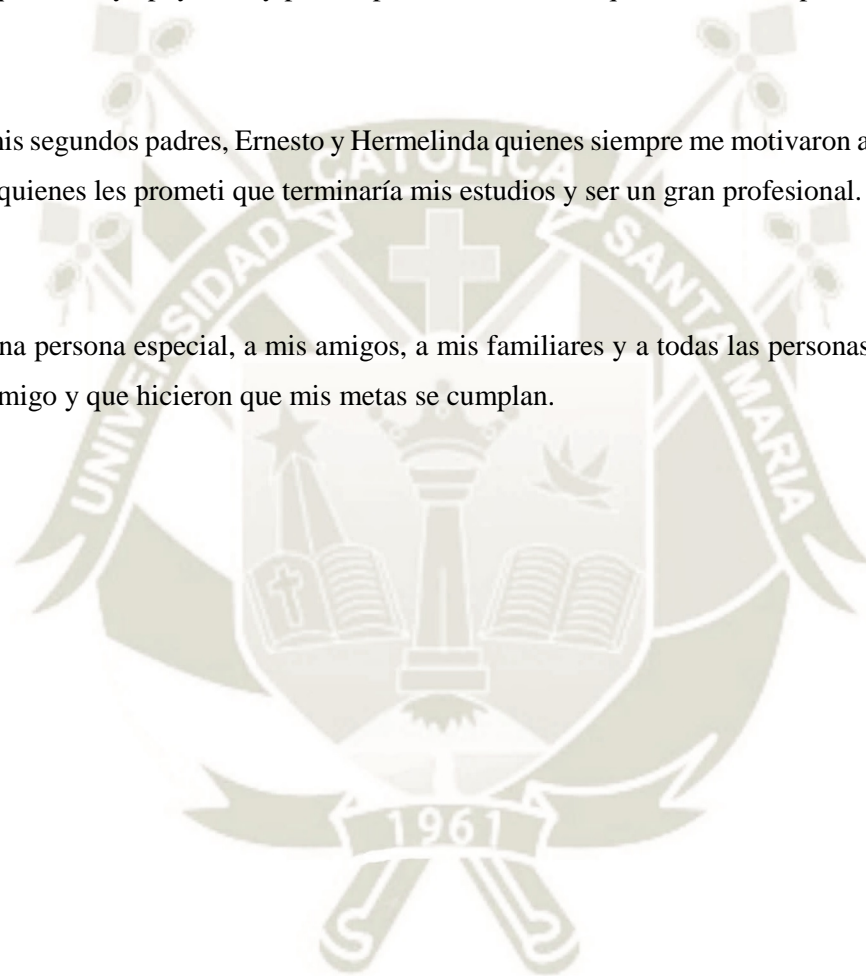 nis segundos padres, Ernesto y Hermelinda quienes siempre me motivaron a
quienes les prometi que terminaría mis estudios y ser un gran profesional.
na persona especial, a mis amigos, a mis familiares y a todas las personas
migo y que hicieron que mis metas se cumplan.
UNIVERSIDAD CATOLICA SANTA MARIA
1961